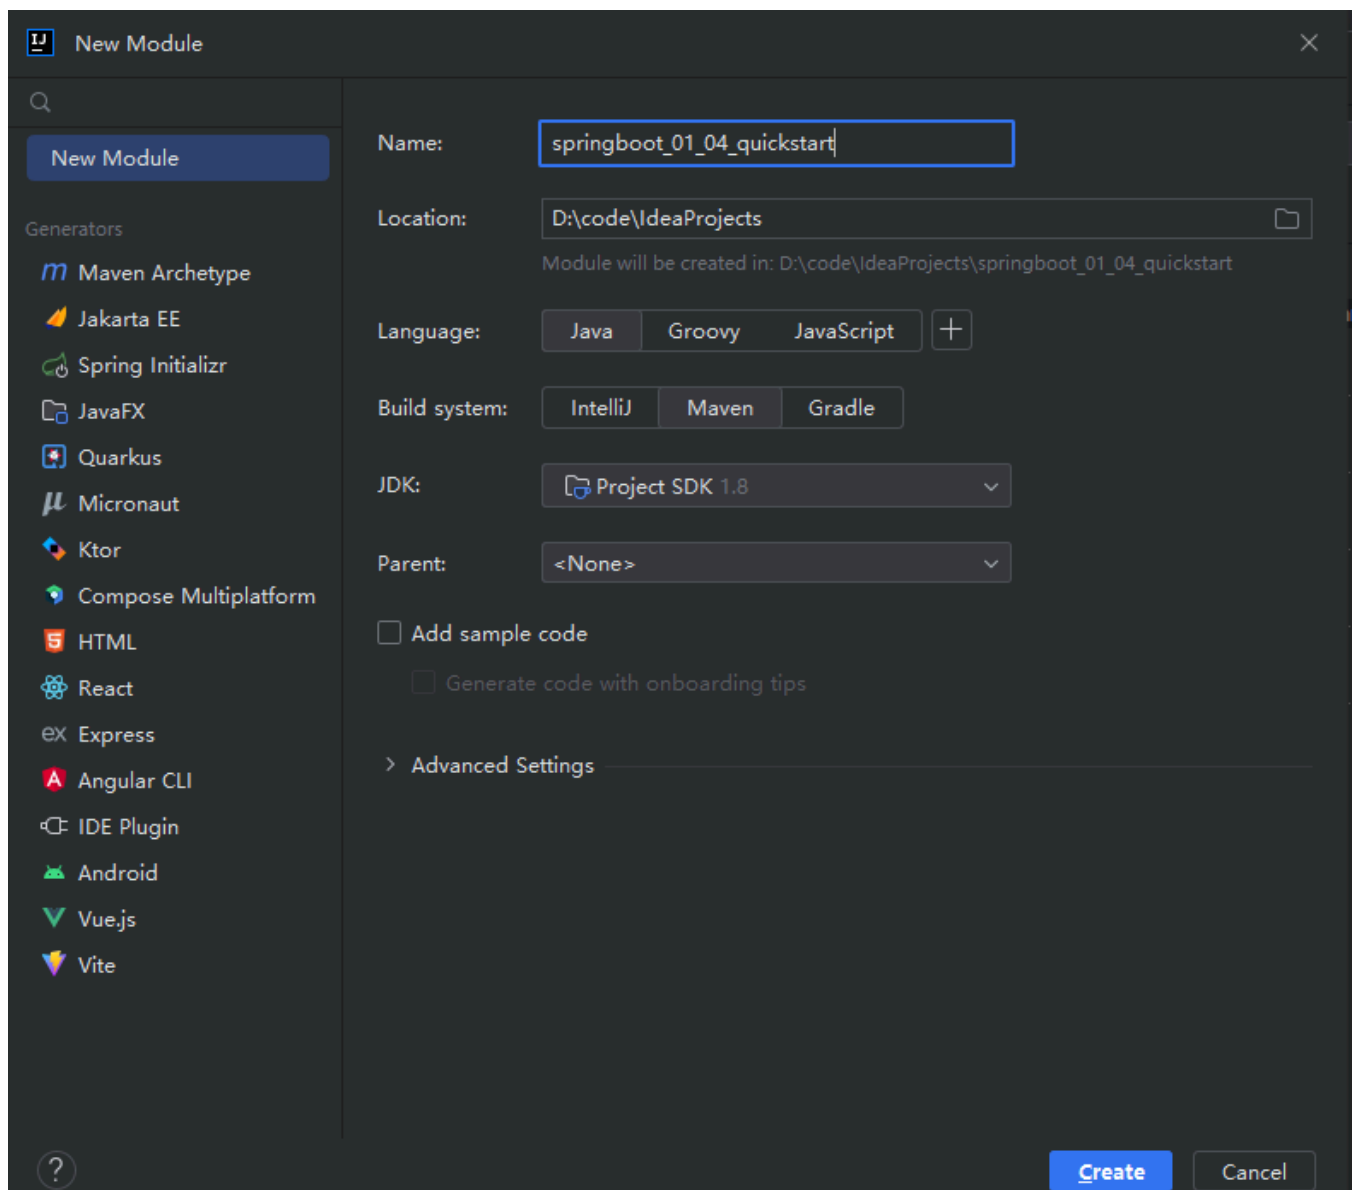 New Module
New Module
Generators
Maven Archetype
Jakarta EE
Spring Initializr
JavaFX
Quarkus
Micronaut
Ktor
Compose Multiplatform
HTML
React
Express
Angular CLI
IDE Plugin
Android
Vue.js
Vite
Name: springboot_01_04_quickstart
Location: D:\code\IdeaProjects
Module will be created in: D:\code\IdeaProjects\springboot_01_04_quickstart
Language: Java Groovy JavaScript
Build system: IntelliJ Maven Gradle
JDK: Project SDK 1.8
Parent: <None>
Add sample code
Generate code with onboarding tips
Advanced Settings
? Create Cancel